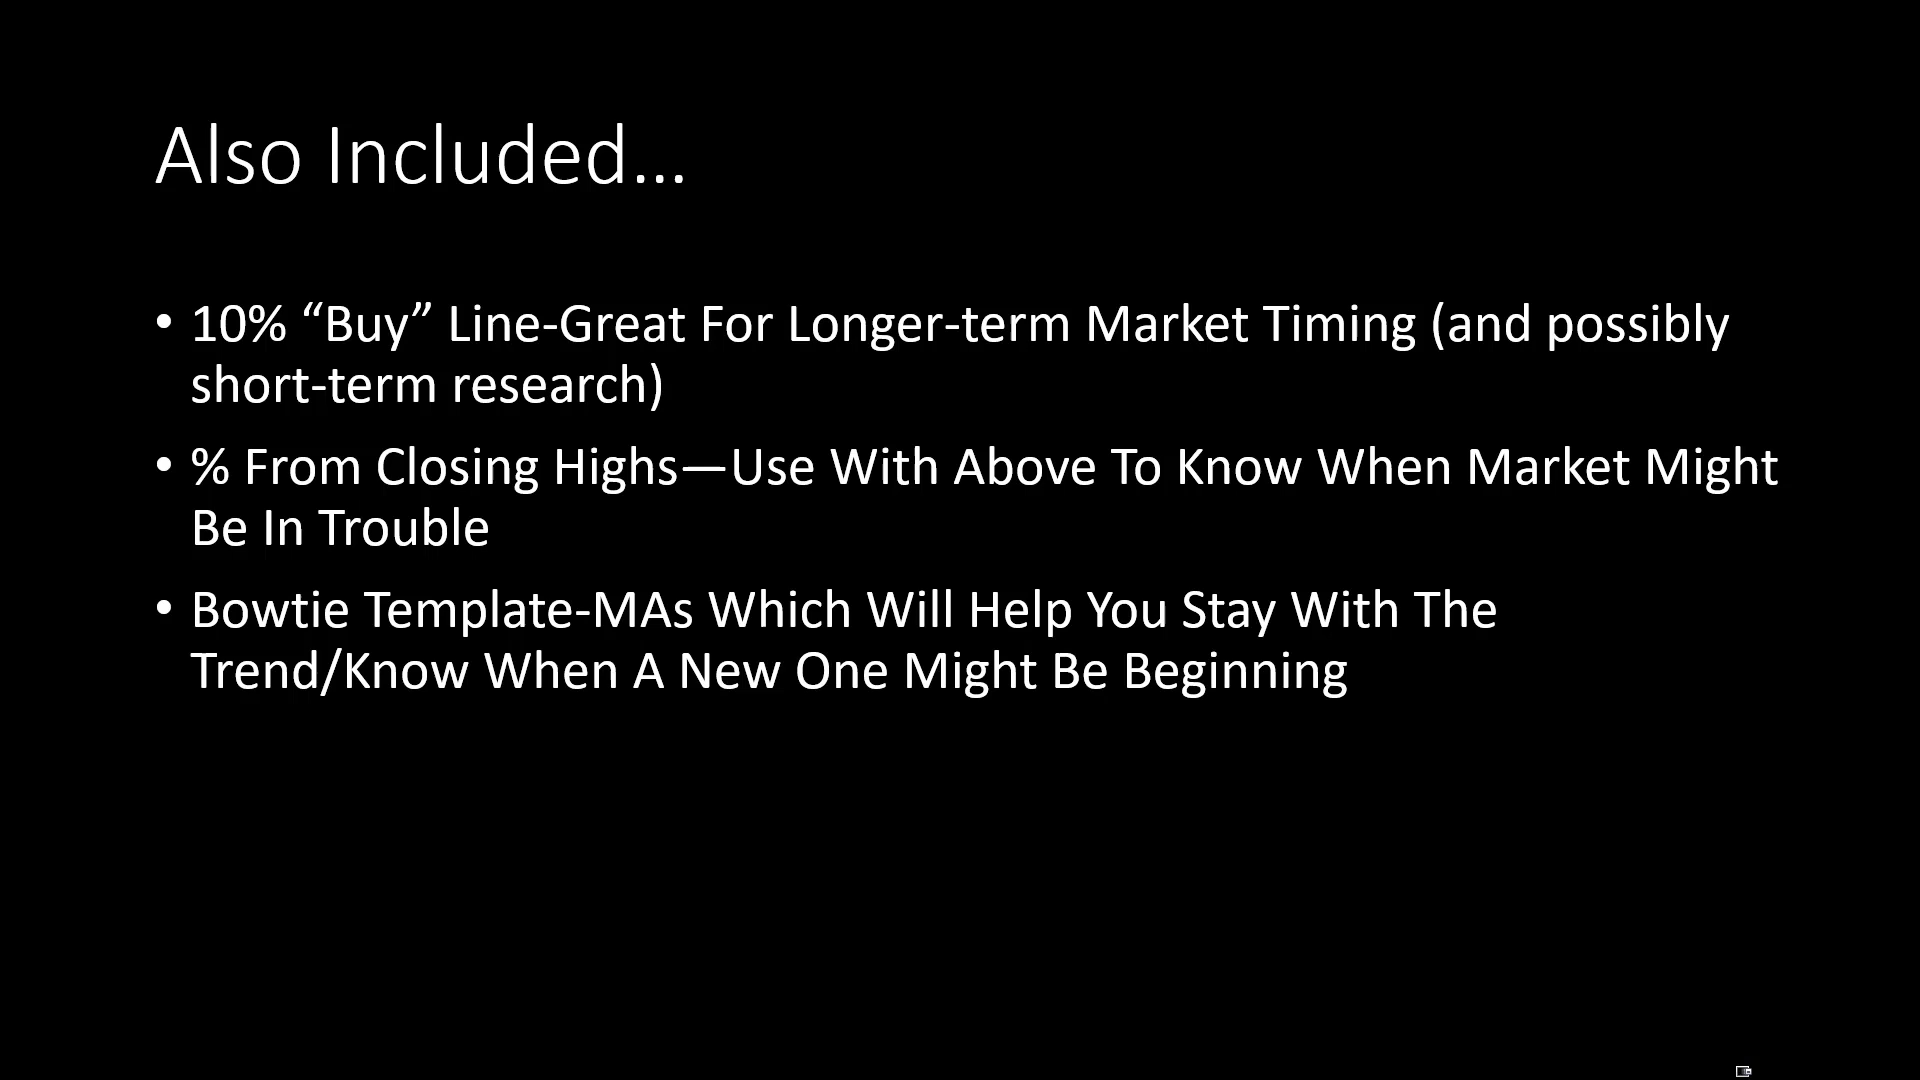 Also Included…
• 10% “Buy” Line-Great For Longer-term Market Timing (and possibly
short-term research)
• % From Closing Highs—Use With Above To Know When Market Might
Be In Trouble
• Bowtie Template-MAs Which Will Help You Stay With The
Trend/Know When A New One Might Be Beginning